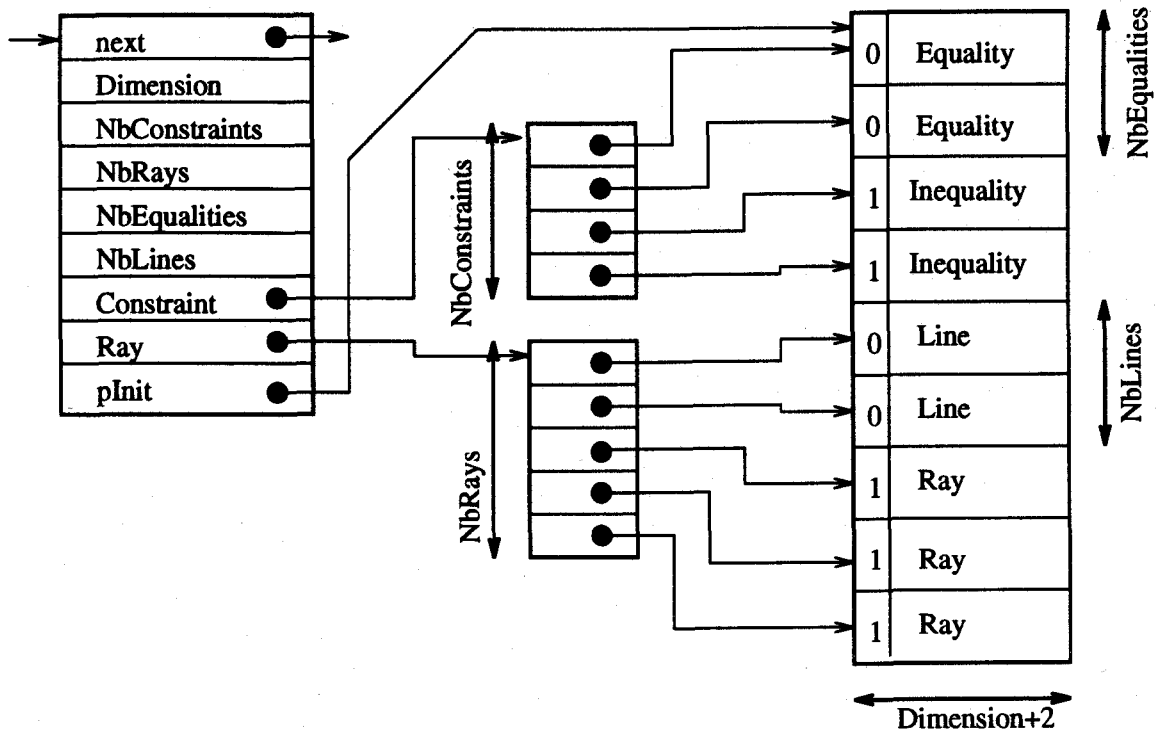 next
Dimension
NbConstraints
NbRays
NbEqualities
NbLines
Constraint
Ray
pInit
NbConstraints
NbRays
0 Equality
0 Equality
1 Inequality
1 Inequality
0 Line
0 Line
1 Ray
1 Ray
1 Ray
NbEqualities
NbLines
Dimension+2